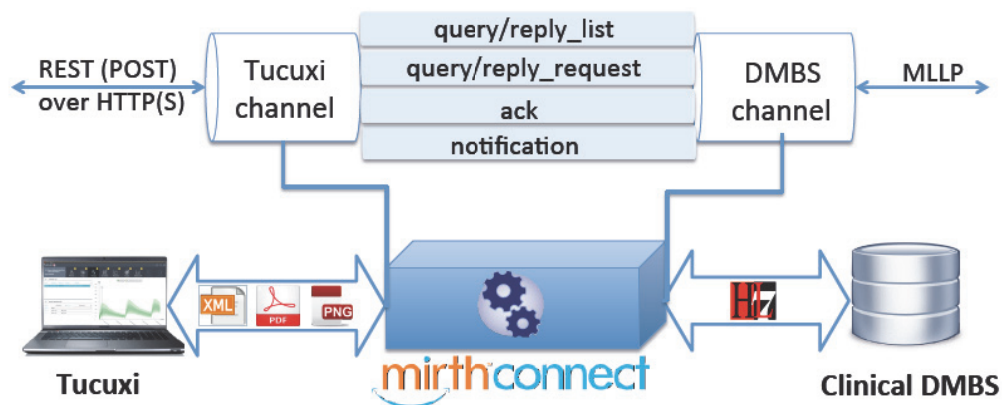 query/reply_list
REST (POST)
over HTTP(S)
Tucuxi
channel
query/reply_request
DMBS
channel
MLLP
ack
notification
XML
PDF
PNG
HL7
Tucuxi
mirthconnect
Clinical DMBS